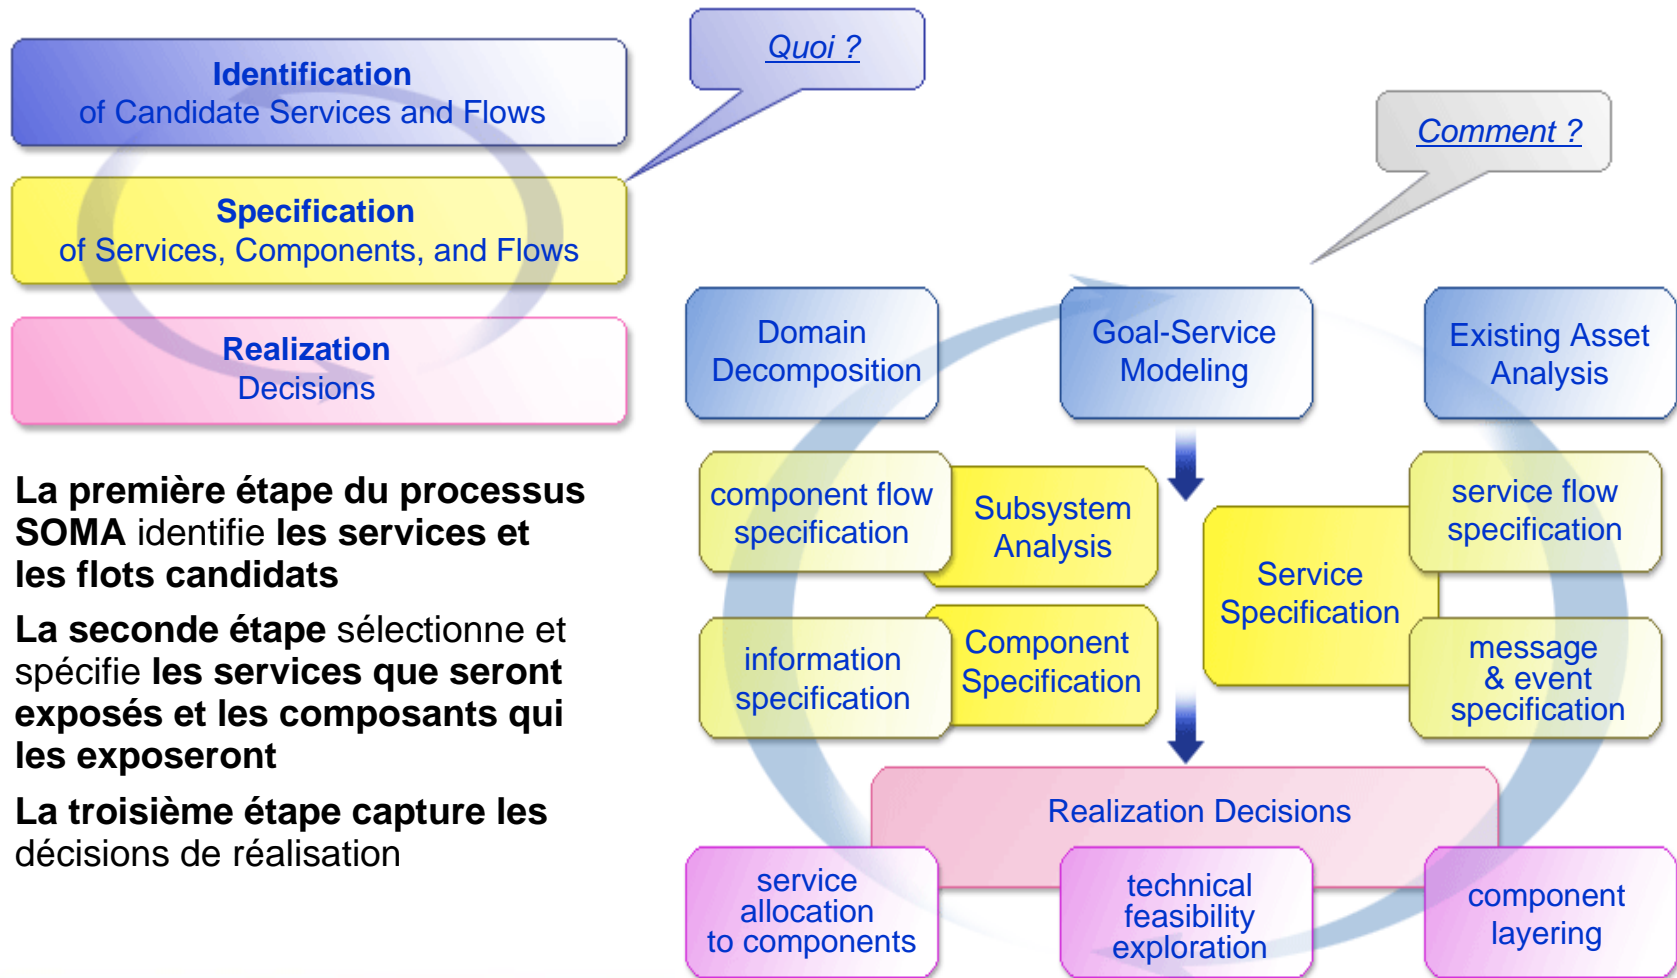 Quoi ?
Identification
of Candidate Services and Flows
Comment ?
Specification
of Services, Components, and Flows
Realization
Decisions
La première étape du processus
SOMA identifie les services et
les flots candidats
La seconde étape sélectionne et
spécifie les services que seront
exposés et les composants qui
les exposeront
La troisième étape capture les
décisions de réalisation
Domain
Decomposition
Goal-Service
Modeling
Existing Asset
Analysis
component flow
specification
Subsystem
Analysis
Service
Specification
service flow
specification
information
specification
Component
Specification
message
& event
specification
Realization Decisions
service
allocation
to components
technical
feasibility
exploration
component
layering